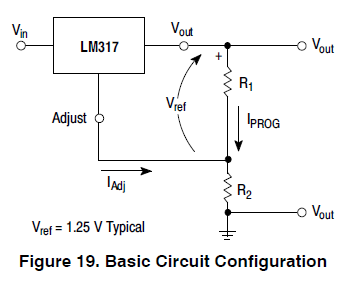 Vin
LM317
Vout
Vout
+
R1
Vref
Adjust
IPROG
IAdj
R2
Vout
Vref = 1.25 V Typical
Figure 19. Basic Circuit Configuration